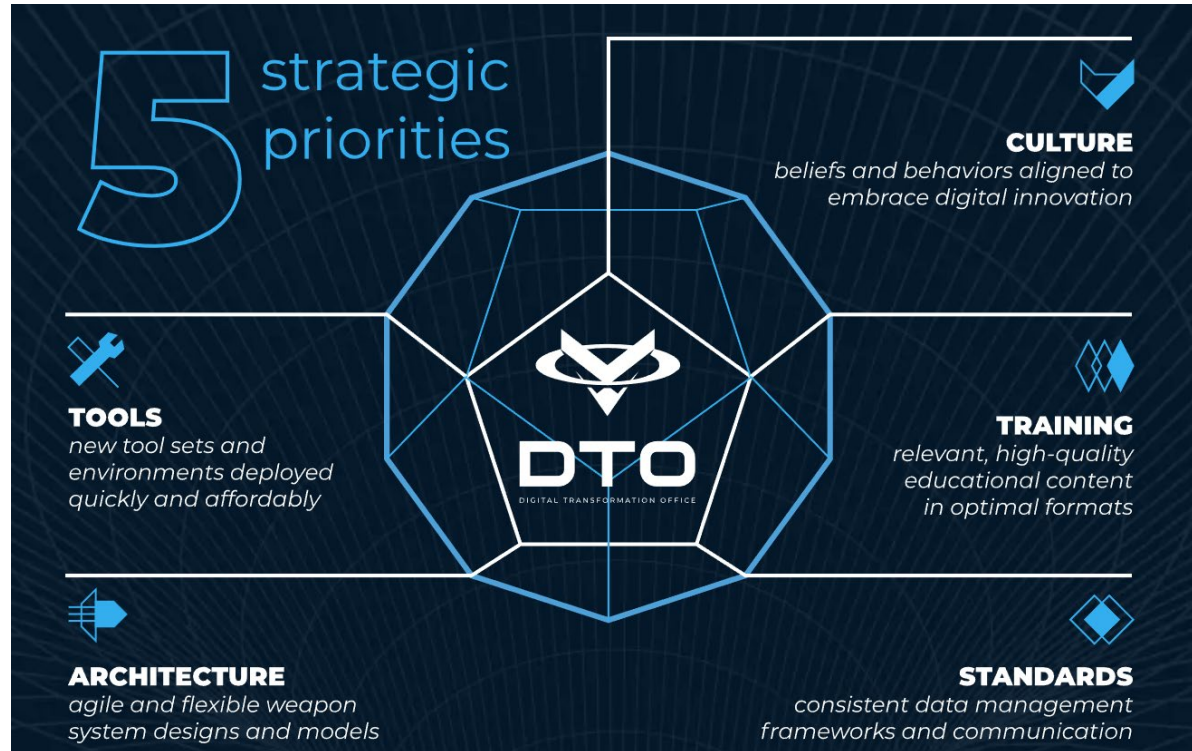 5 strategic
priorities
CULTURE
beliefs and behaviors aligned to
embrace digital innovation
TOOLS
new tool sets and
environments deployed
quickly and affordably
DTO
DIGITAL TRANSFORMATION OFFICE
TRAINING
relevant, high-quality
educational content
in optimal formats
ARCHITECTURE
agile and flexible weapon
system designs and models
STANDARDS
consistent data management
frameworks and communication